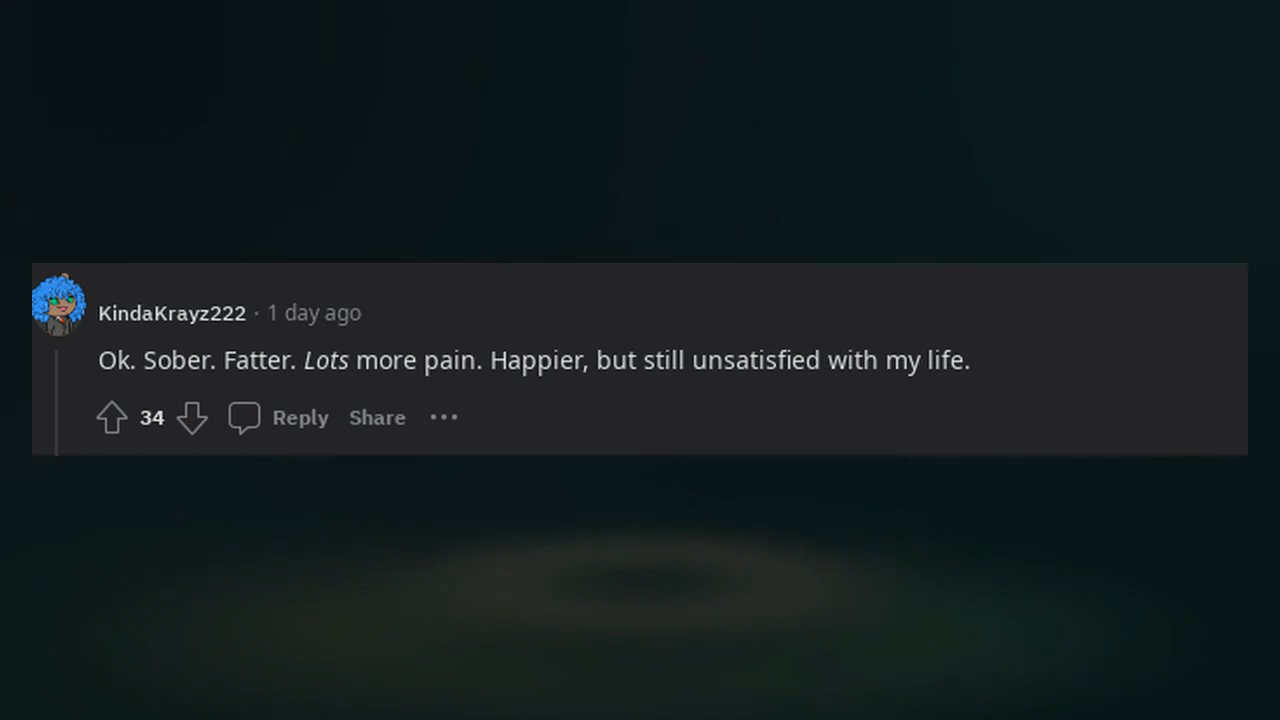 KindaKrayz222 · 1 day ago
Ok. Sober. Fatter. Lots more pain. Happier, but still unsatisfied with my life.
34 Reply Share ···